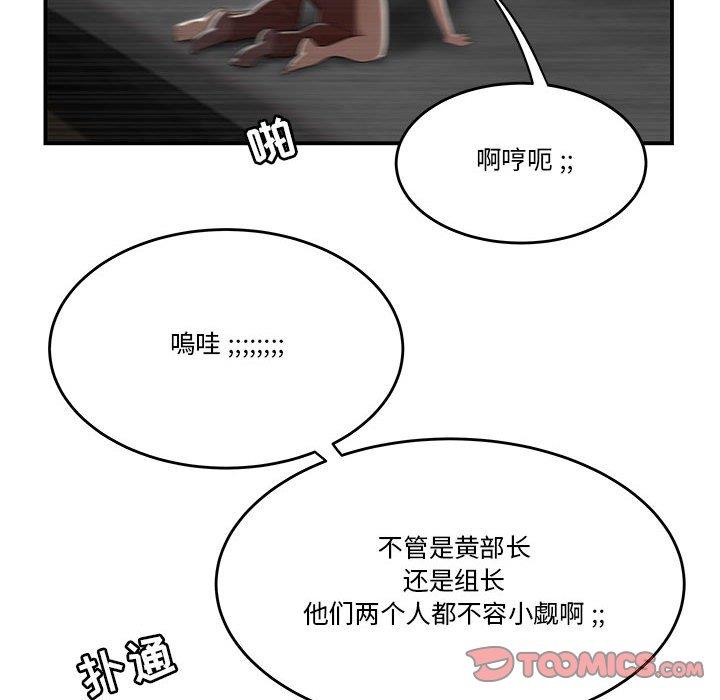 啪
啊哼呃 ;;
嗚哇 ;;;;;;;;
不管是黄部长
还是组长
他们两个人都不容小觑啊 ;;
扑通
TOOMICS.COM